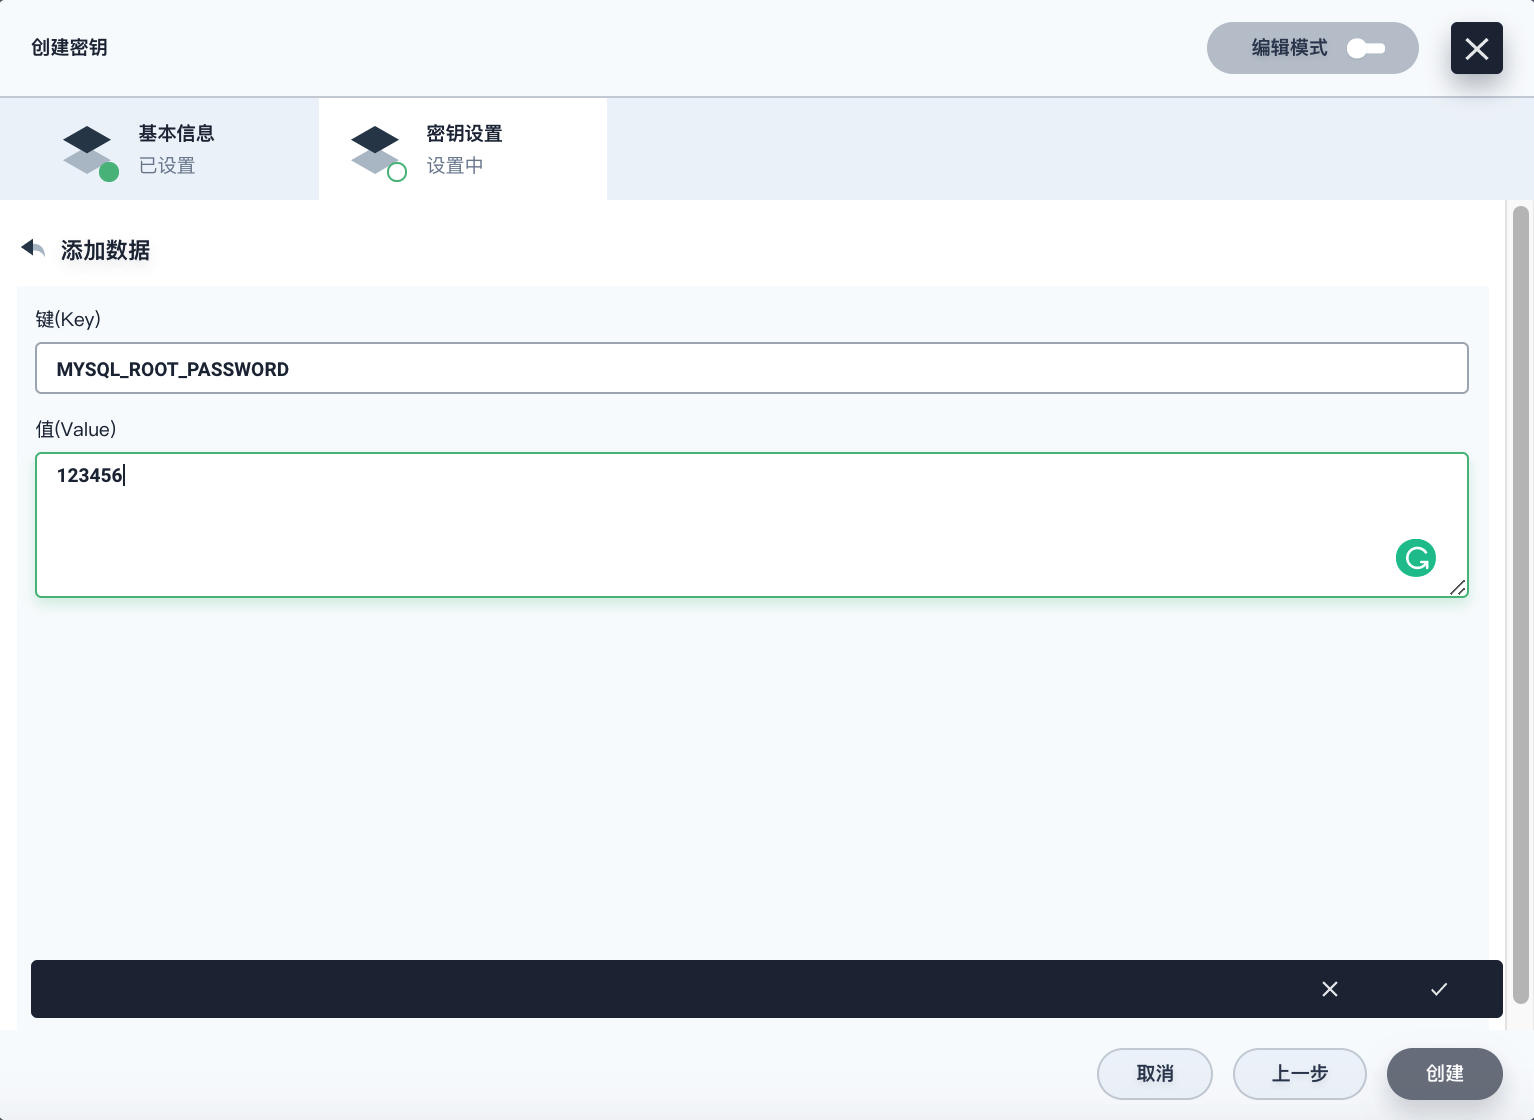 创建密钥
编辑模式
基本信息
已设置
密钥设置
设置中
添加数据
键(Key)
MYSQL_ROOT_PASSWORD
值(Value)
123456
取消
上一步
创建